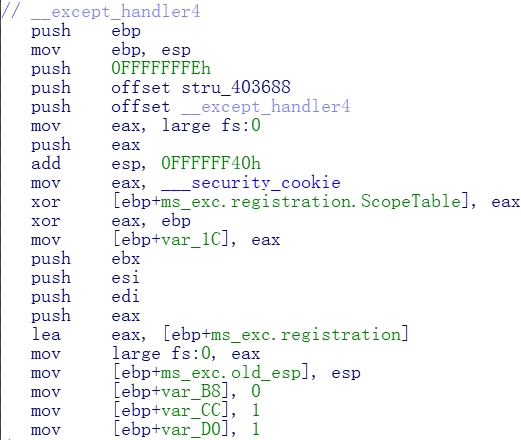 // __except_handler4
push ebp
mov ebp, esp
push 0FFFFFFFEh
push offset stru_403688
push offset __except_handler4
mov eax, large fs:0
push eax
add esp, 0FFFFFF40h
mov eax, ___security_cookie
xor [ebp+ms_exc.registration.ScopeTable], eax
xor eax, ebp
mov [ebp+var_1C], eax
push ebx
push esi
push edi
push eax
lea eax, [ebp+ms_exc.registration]
mov large fs:0, eax
mov [ebp+ms_exc.old_esp], esp
mov [ebp+var_B8], 0
mov [ebp+var_CC], 1
mov [ebp+var_D0], 1